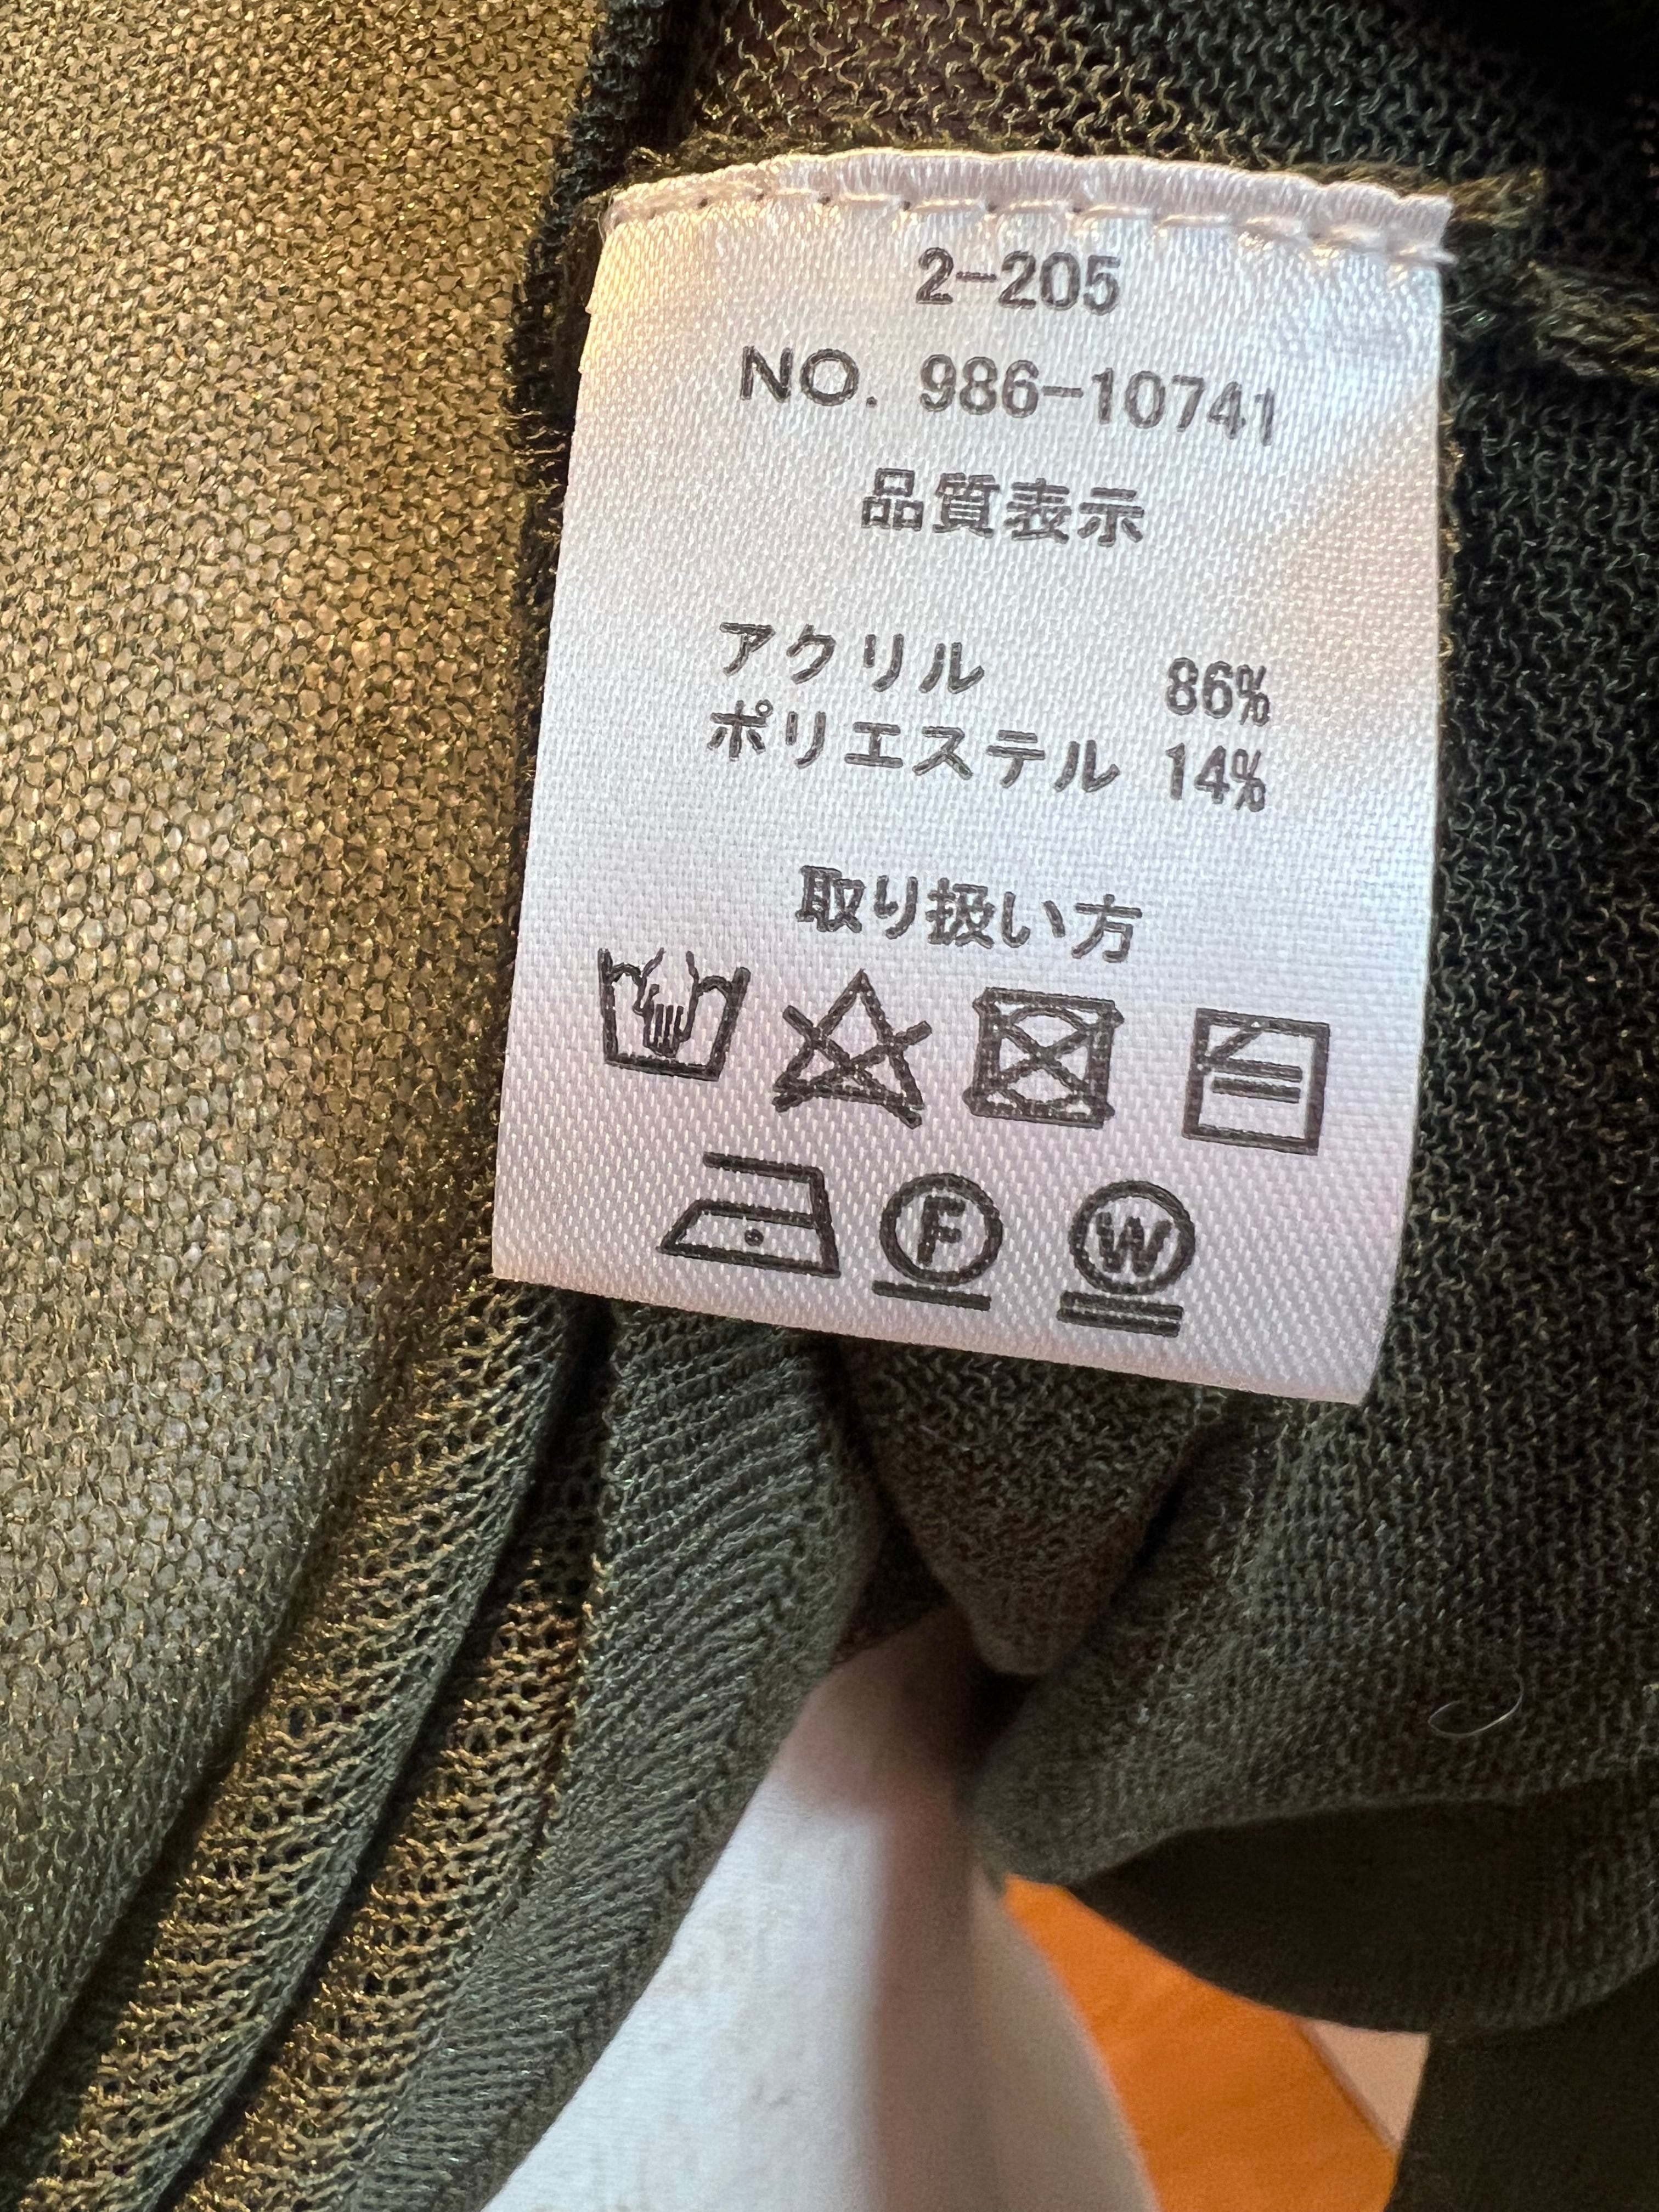 2-205
NO. 986-10741
品質表示
アクリル 86%
ポリエステル 14%
取り扱い方
F W